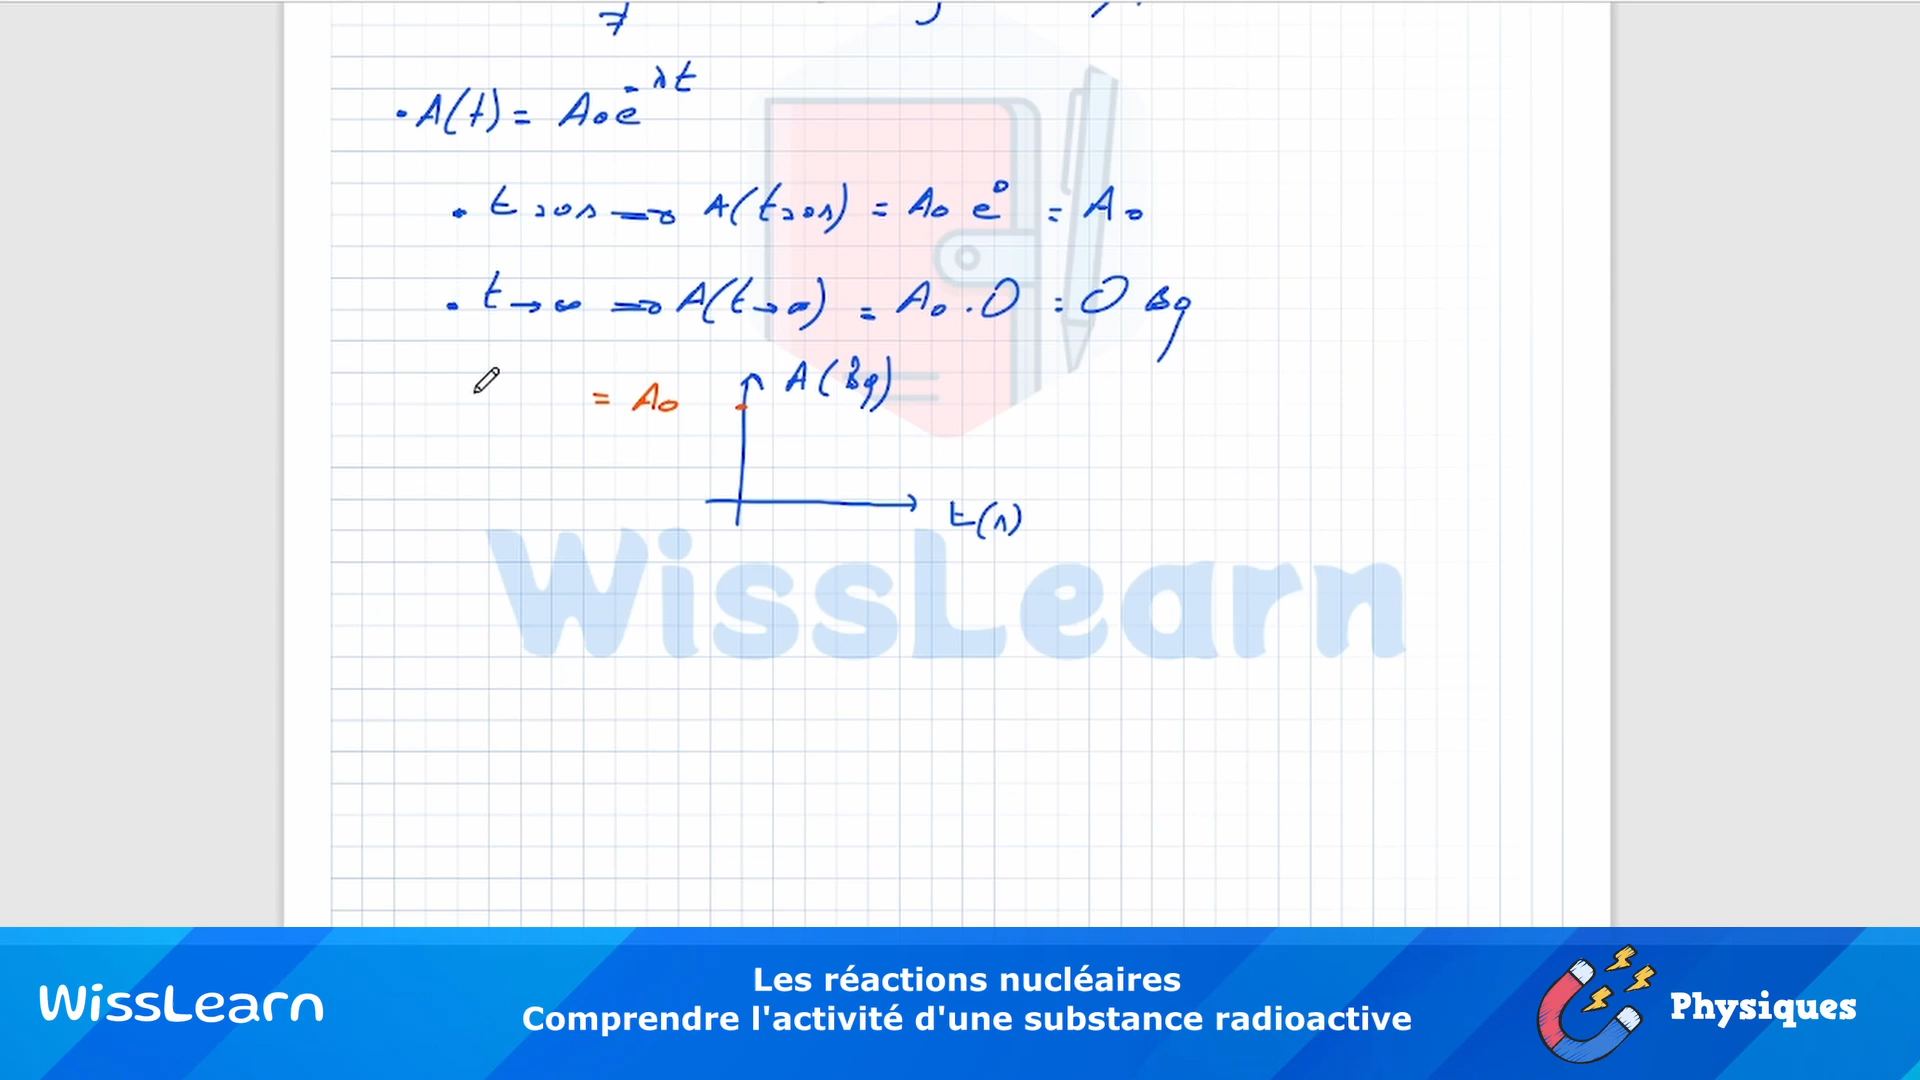 7
• A(t) = A₀e^-λt
• t=0s ⇒ A(t=0s) = A₀ e⁰ = A₀
• t→∞ ⇒ A(t→∞) = A₀ . 0 = 0 Bq
= A₀ A(Bq)
t(s)
WissLearn
WissLearn
Les réactions nucléaires
Comprendre l'activité d'une substance radioactive
Physiques